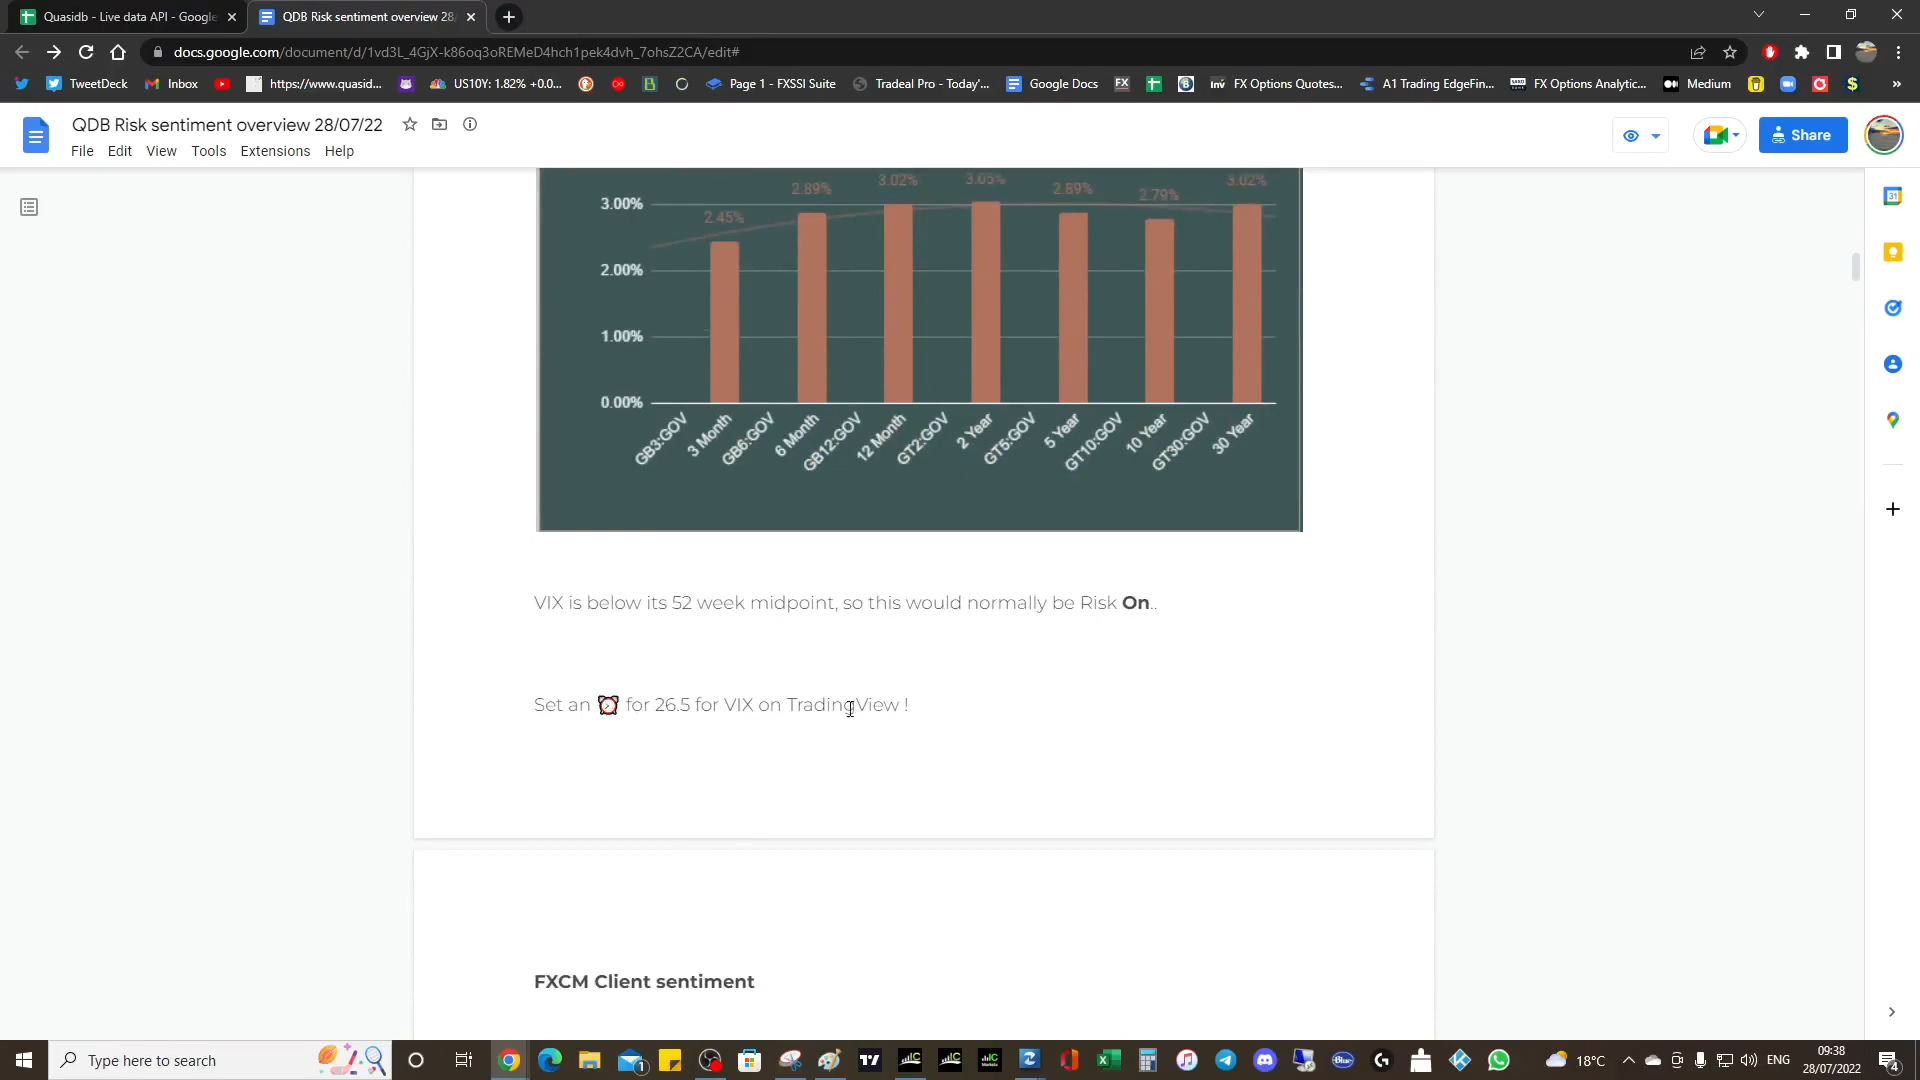 Quasidb - Live data API - Google
QDB Risk sentiment overview 28/
docs.google.com/document/d/1vd3L_4GjX-k86oq3oREMeD4hch1pek4dvh_7ohsZ2CA/edit#
TweetDeck
Inbox
https://www.quasid...
US10Y: 1.82% +0.0...
Page 1 - FXSSI Suite
Tradeal Pro - Today'...
Google Docs
FX
inv
FX Options Quotes...
A1 Trading EdgeFin...
FX Options Analytic...
Medium
»
QDB Risk sentiment overview 28/07/22
File Edit View Tools Extensions Help
Share
31
3.00%
2.00%
1.00%
0.00%
2.45%
2.89%
3.02%
3.05%
2.89%
2.79%
3.02%
GB3:GOV
3 Month
GB6:GOV
6 Month
GB12:GOV
12 Month
GT2:GOV
2 Year
GT5:GOV
5 Year
GT10:GOV
10 Year
GT30:GOV
30 Year
VIX is below its 52 week midpoint, so this would normally be Risk On..
Set an ⏰ for 26.5 for VIX on TradingView !
FXCM Client sentiment
Type here to search
18°C
ENG
09:38
28/07/2022
4